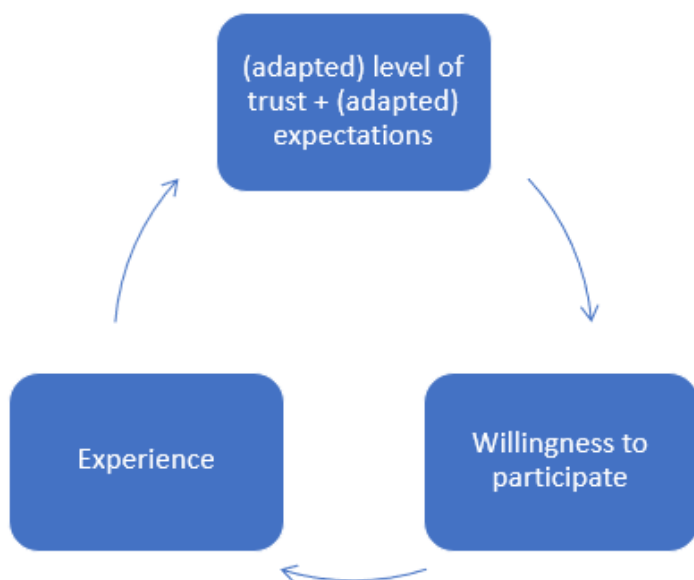 (adapted) level of
trust + (adapted)
expectations
Willingness to
participate
Experience